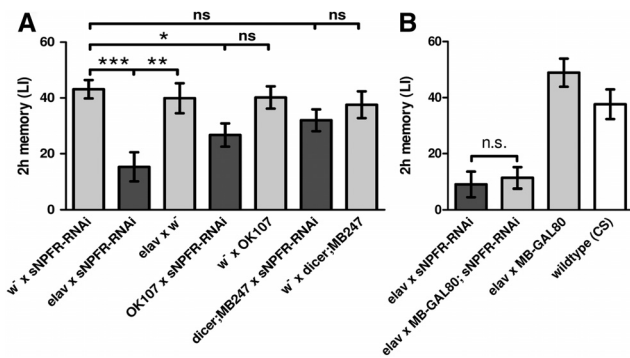 A
B
ns
ns
*
ns
***
**
60
40
20
0
2h memory (LI)
w⁻ x sNPFR-RNAi
elav x sNPFR-RNAi
elav x w⁻
OK107 x sNPFR-RNAi
w⁻ x OK107
dicer;MB247 x sNPFR-RNAi
w⁻ x dicer;MB247
60
40
20
0
2h memory (LI)
n.s.
elav x sNPFR-RNAi
elav x MB-GAL80; sNPFR-RNAi
elav x MB-GAL80
wildtype (CS)